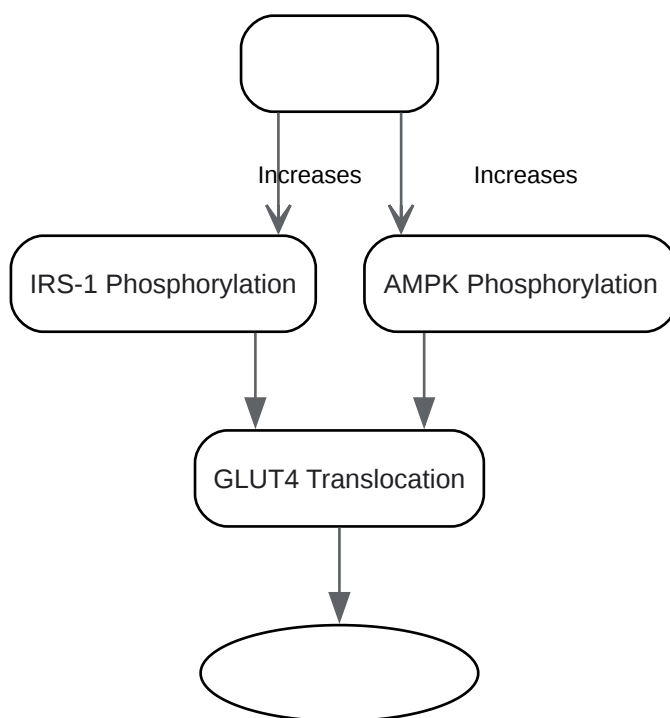 Increases
Increases
IRS-1 Phosphorylation
AMPK Phosphorylation
GLUT4 Translocation